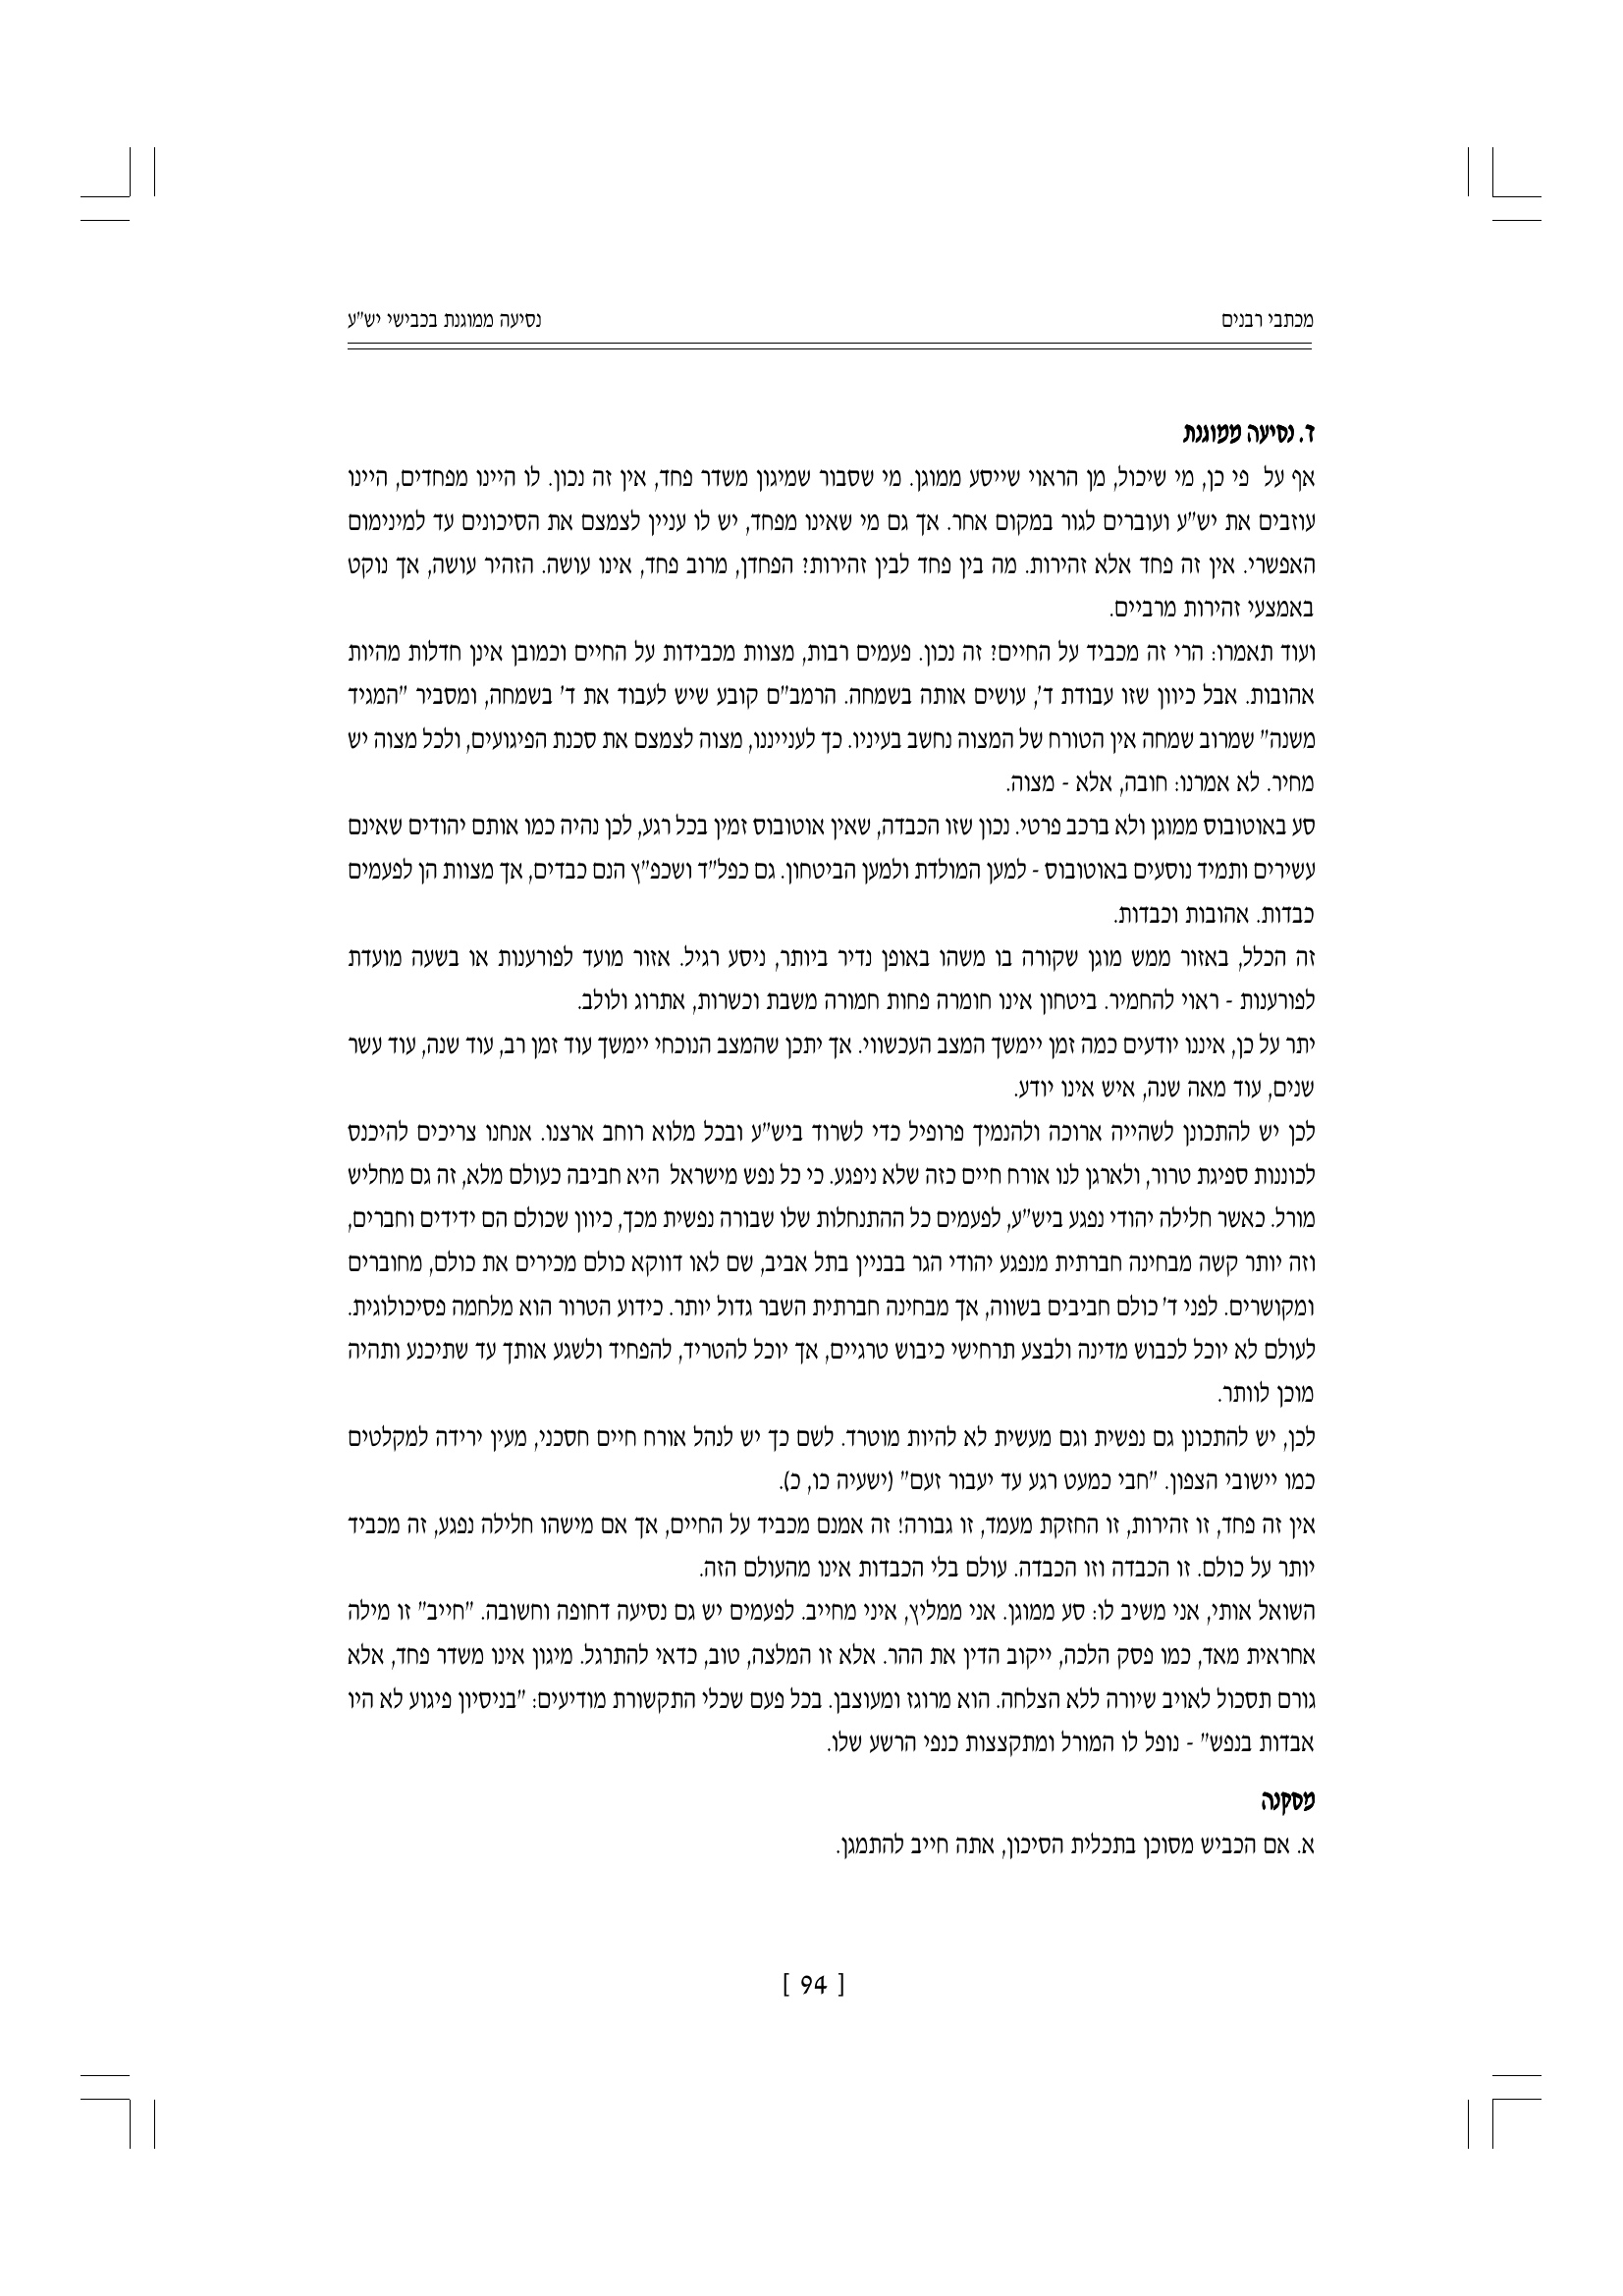 מכתבי רבנים
נסיעה ממוגנת בכבישי יש"ע
ד. נסיעה ממוגנת
אף על פי כן, מי שיכול, מן הראוי שייסע ממוגן. מי שסבור שמיגון משדר פחד, אין זה נכון. לו היינו מפחדים, היינו
עוזבים את יש"ע ועוברים לגור במקום אחר. אך גם מי שאינו מפחד, יש לו עניין לצמצם את הסיכונים עד למינימום
האפשרי. אין זה פחד אלא זהירות. מה בין פחד לבין זהירות? הפחדן, מרוב פחד, אינו עושה. הזהיר עושה, אך נוקט
באמצעי זהירות מרביים.
ועוד תאמרו: הרי זה מכביד על החיים? זה נכון. פעמים רבות, מצוות מכבידות על החיים וכמובן אינן חדלות מהיות
אהובות. אבל כיוון שזו עבודת ד', עושים אותה בשמחה. הרמב"ם קובע שיש לעבוד את ד' בשמחה, ומסביר "המגיד
משנה" שמרוב שמחה אין הטורח של המצוה נחשב בעיניו. כך לענייננו, מצוה לצמצם את סכנת הפיגועים, ולכל מצוה יש
מחיר. לא אמרנו: חובה, אלא - מצוה.
סע באוטובוס ממוגן ולא ברכב פרטי. נכון שזו הכבדה, שאין אוטובוס זמין בכל רגע, לכן נהיה כמו אותם יהודים שאינם
עשירים ותמיד נוסעים באוטובוס - למען המולדת ולמען הביטחון. גם כפל"ד ושכפ"ץ הנם כבדים, אך מצוות הן לפעמים
כבדות. אהובות וכבדות.
זה הכלל, באזור ממש מוגן שקורה בו משהו באופן נדיר ביותר, ניסע רגיל. אזור מועד לפורענות או בשעה מועדת
לפורענות - ראוי להחמיר. ביטחון אינו חומרה פחות חמורה משבת וכשרות, אתרוג ולולב.
יתר על כן, איננו יודעים כמה זמן יימשך המצב העכשווי. אך יתכן שהמצב הנוכחי יימשך עוד זמן רב, עוד שנה, עוד עשר
שנים, עוד מאה שנה, איש אינו יודע.
לכן יש להתכונן לשהייה ארוכה ולהנמיך פרופיל כדי לשרוד ביש"ע ובכל מלוא רוחב ארצנו. אנחנו צריכים להיכנס
לכוננות ספיגת טרור, ולארגן לנו אורח חיים כזה שלא ניפגע. כי כל נפש מישראל היא חביבה כעולם מלא, זה גם מחליש
מורל. כאשר חלילה יהודי נפגע ביש"ע, לפעמים כל ההתנחלות שלו שבורה נפשית מכך, כיוון שכולם הם ידידים וחברים,
וזה יותר קשה מבחינה חברתית מנפגע יהודי הגר בבניין בתל אביב, שם לאו דווקא כולם מכירים את כולם, מחוברים
ומקושרים. לפני ד' כולם חביבים בשווה, אך מבחינה חברתית השבר גדול יותר. כידוע הטרור הוא מלחמה פסיכולוגית.
לעולם לא יוכל לכבוש מדינה ולבצע תרחישי כיבוש טרגיים, אך יוכל להטריד, להפחיד ולשגע אותך עד שתיכנע ותהיה
מוכן לוותר.
לכן, יש להתכונן גם נפשית וגם מעשית לא להיות מוטרד. לשם כך יש לנהל אורח חיים חסכני, מעין ירידה למקלטים
כמו יישובי הצפון. "חבי כמעט רגע עד יעבור זעם" (ישעיה כו, כ).
אין זה פחד, זו זהירות, זו החזקת מעמד, זו גבורה! זה אמנם מכביד על החיים, אך אם מישהו חלילה נפגע, זה מכביד
יותר על כולם. זו הכבדה וזו הכבדה. עולם בלי הכבדות אינו מהעולם הזה.
השואל אותי, אני משיב לו: סע ממוגן. אני ממליץ, איני מחייב. לפעמים יש גם נסיעה דחופה וחשובה. "חייב" זו מילה
אחראית מאד, כמו פסק הלכה, ייקוב הדין את ההר. אלא זו המלצה, טוב, כדאי להתרגל. מיגון אינו משדר פחד, אלא
גורם תסכול לאויב שיורה ללא הצלחה. הוא מרוגז ומעוצבן. בכל פעם שכלי התקשורת מודיעים: "בניסיון פיגוע לא היו
אבדות בנפש" - נופל לו המורל ומתקצצות כנפי הרשע שלו.
מסקנה
א. אם הכביש מסוכן בתכלית הסיכון, אתה חייב להתמגן.
[ 94 ]